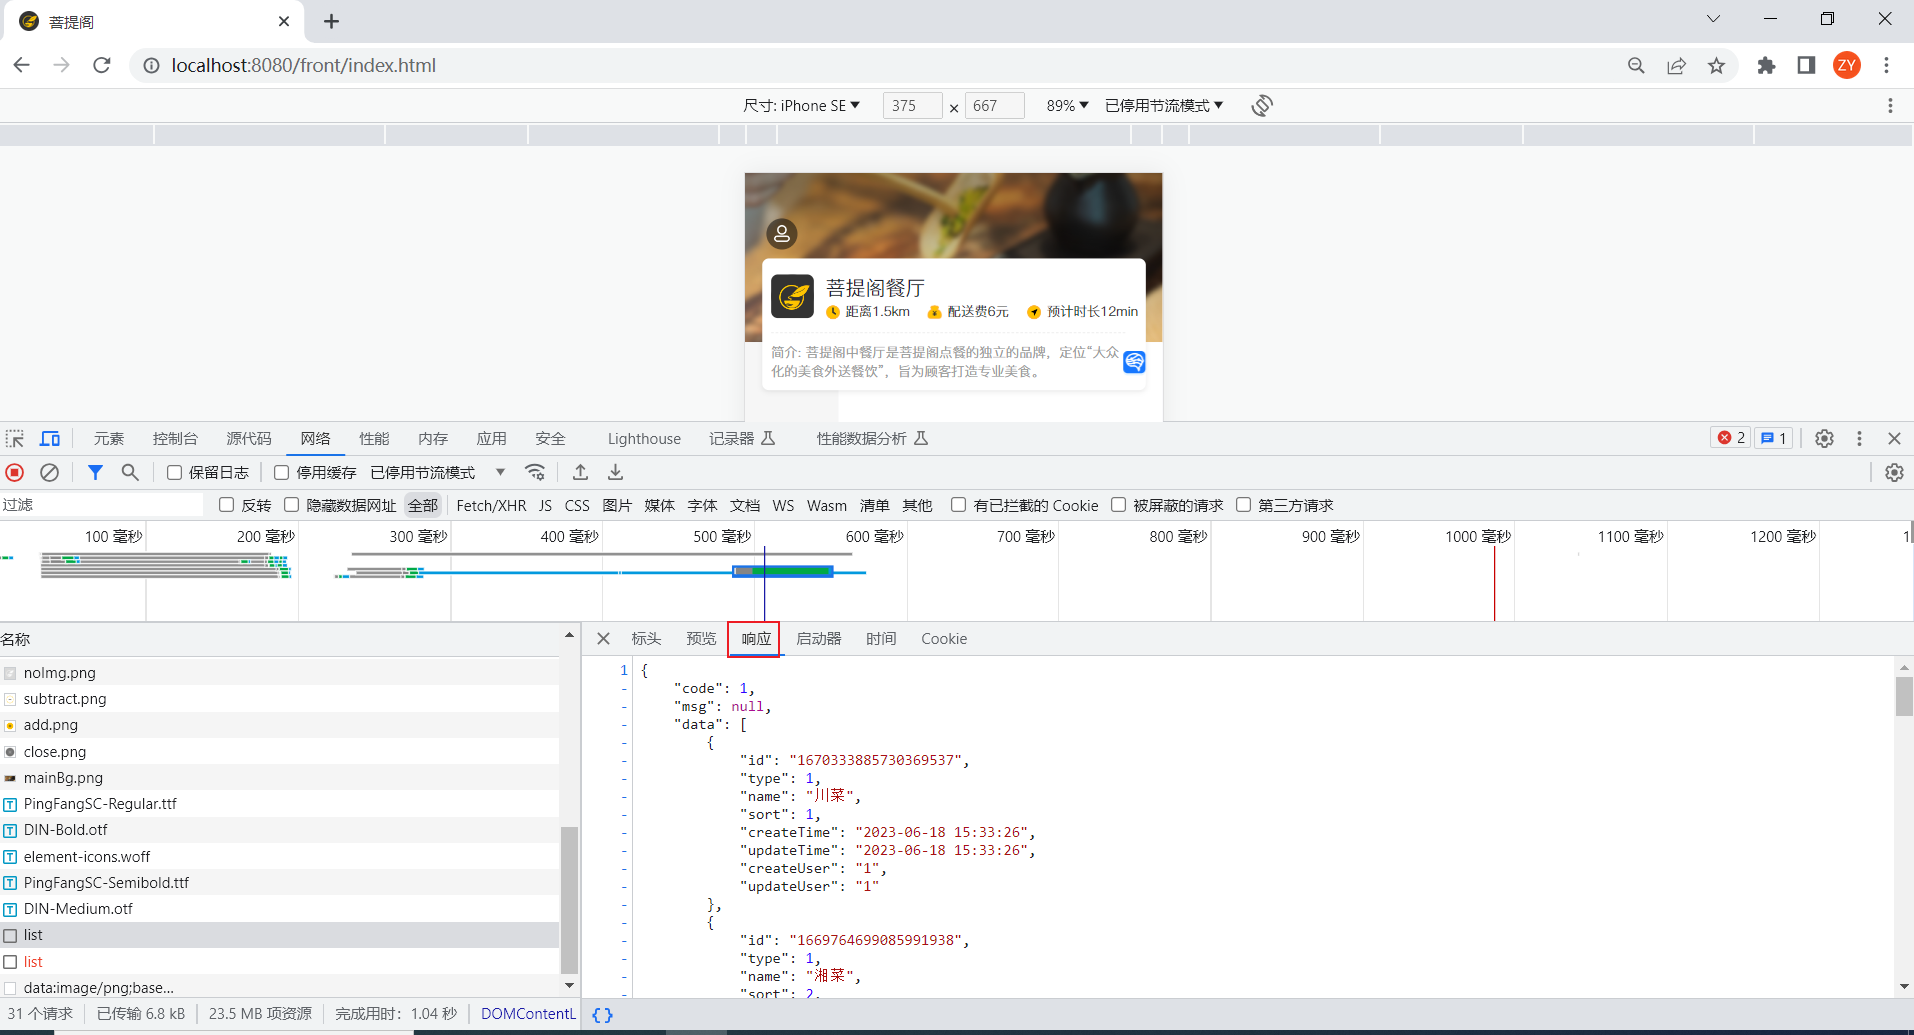 菩提阁
localhost:8080/front/index.html
ZY
尺寸: iPhone SE ▼ 375 × 667 89% ▼ 已停用节流模式 ▼
菩提阁餐厅
距离1.5km 配送费6元 预计时长12min
简介: 菩提阁中餐厅是菩提阁点餐的独立的品牌，定位“大众
化的美食外送餐饮”，旨为顾客打造专业美食。
元素 控制台 源代码 网络 性能 内存 应用 安全 Lighthouse 记录器 性能数据分析 2 1
保留日志 停用缓存 已停用节流模式 ▼
过滤 反转 隐藏数据网址 全部 Fetch/XHR JS CSS 图片 媒体 字体 文档 WS Wasm 清单 其他 有已拦截的 Cookie 被屏蔽的请求 第三方请求
100 毫秒 200 毫秒 300 毫秒 400 毫秒 500 毫秒 600 毫秒 700 毫秒 800 毫秒 900 毫秒 1000 毫秒 1100 毫秒 1200 毫秒 1
名称
noImg.png
subtract.png
add.png
close.png
mainBg.png
PingFangSC-Regular.ttf
DIN-Bold.otf
element-icons.woff
PingFangSC-Semibold.ttf
DIN-Medium.otf
list
list
data:image/png;base...
31 个请求 已传输 6.8 kB 23.5 MB 项资源 完成用时：1.04 秒 DOMContentL
标头 预览 响应 启动器 时间 Cookie
1 {
- "code": 1,
- "msg": null,
- "data": [
- {
- "id": "1670333885730369537",
- "type": 1,
- "name": "川菜",
- "sort": 1,
- "createTime": "2023-06-18 15:33:26",
- "updateTime": "2023-06-18 15:33:26",
- "createUser": "1",
- "updateUser": "1"
- },
- {
- "id": "1669764699085991938",
- "type": 1,
- "name": "湘菜",
- "sort": 2,
{ }